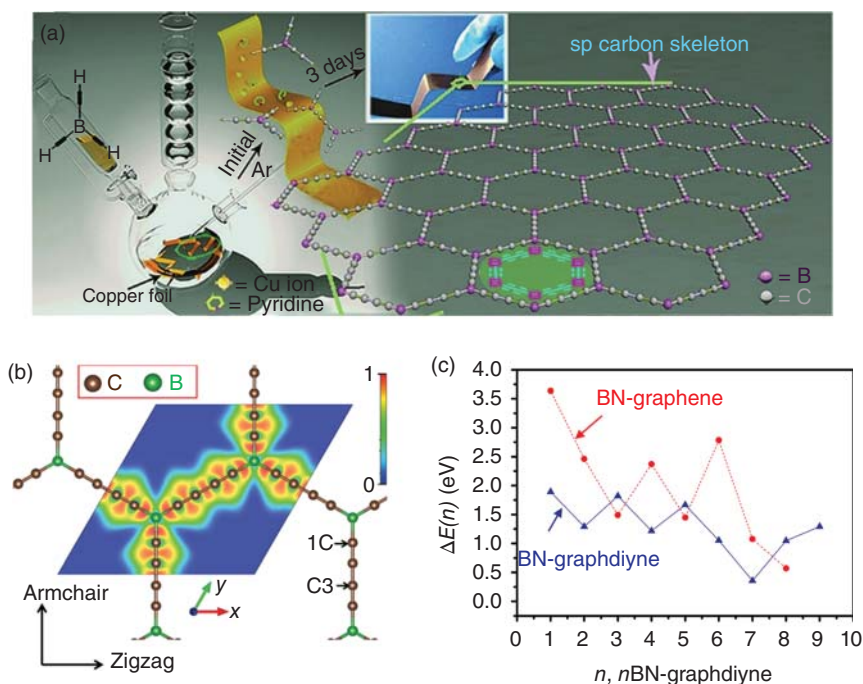 (a)
sp carbon skeleton
3 days
H
B
H
H
Initial
Ar
Copper foil
= Cu ion
= Pyridine
= B
= C
(b)
C
B
1
0
1C
C3
Armchair
y
x
Zigzag
(c)
ΔE(n) (eV)
4.0
3.5
3.0
2.5
2.0
1.5
1.0
0.5
0.0
BN-graphene
BN-graphdiyne
0 1 2 3 4 5 6 7 8 9 10
n, nBN-graphdiyne